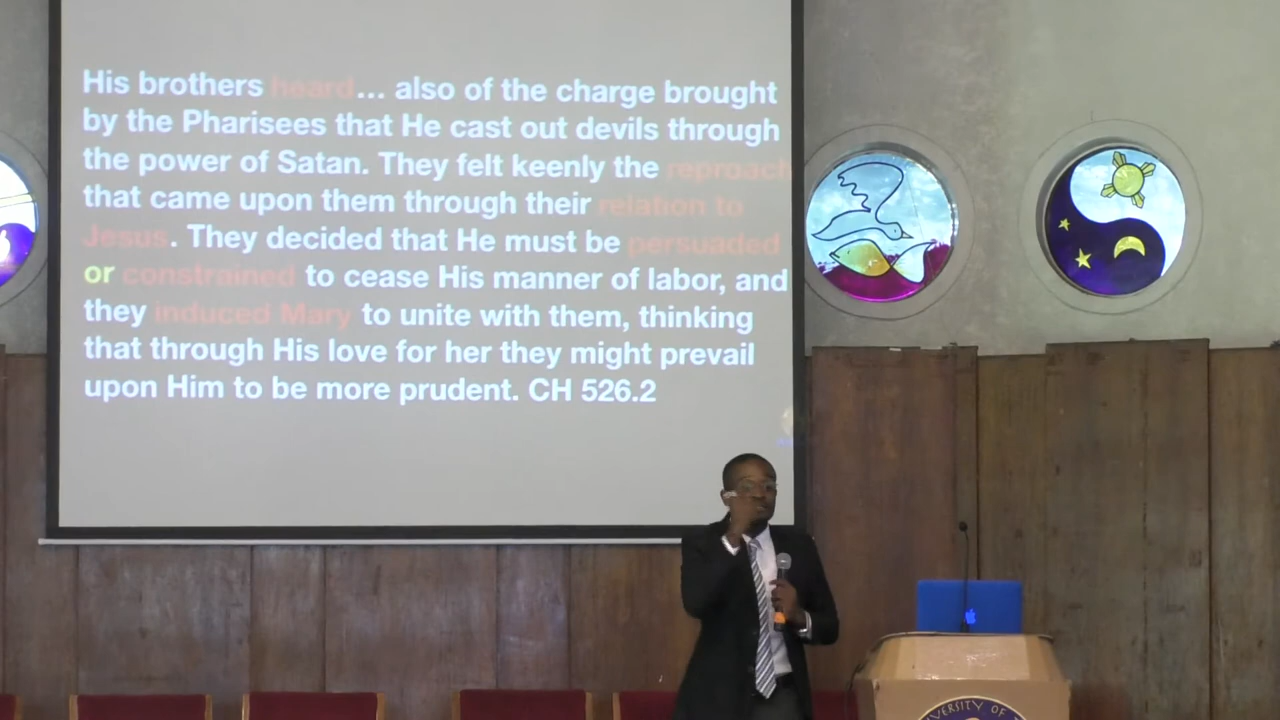 His brothers heard... also of the charge brought
by the Pharisees that He cast out devils through
the power of Satan. They felt keenly the reproach
that came upon them through their relation to
Jesus. They decided that He must be persuaded
or constrained to cease His manner of labor, and
they induced Mary to unite with them, thinking
that through His love for her they might prevail
upon Him to be more prudent. CH 526.2
VERSITY OF